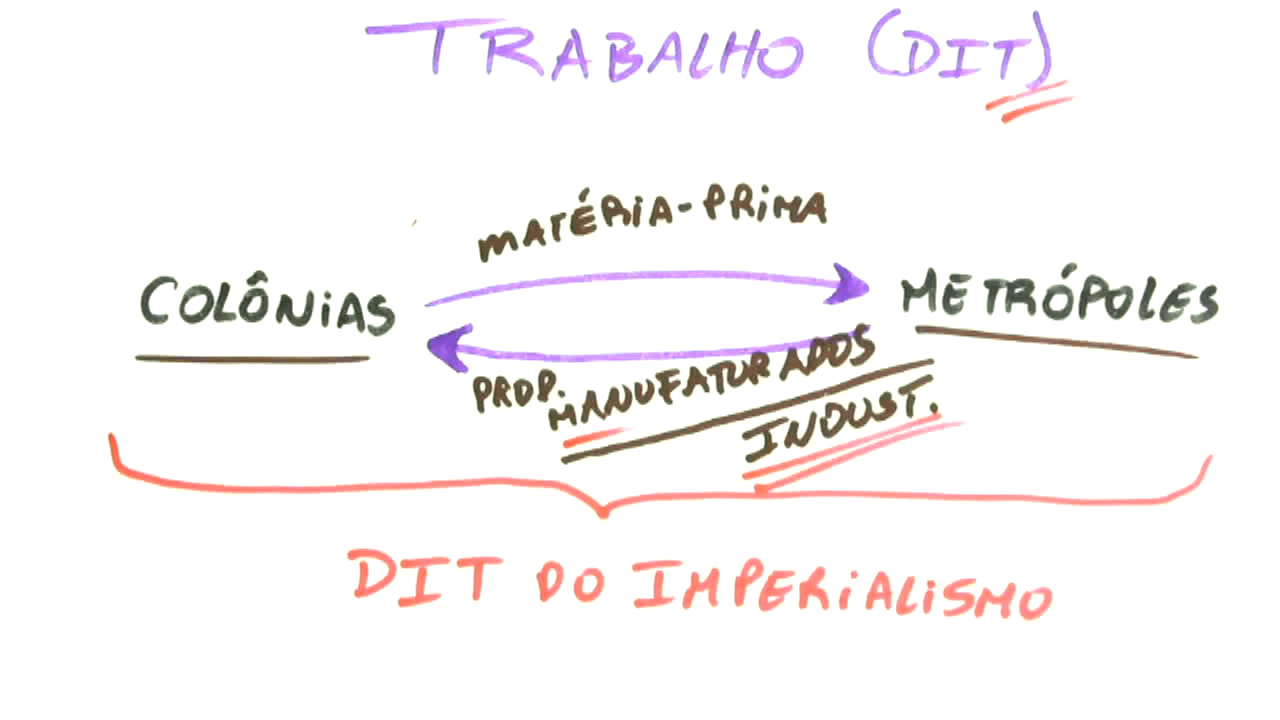 TRABALHO (DIT)
MATÉRIA-PRIMA
COLÔNIAS
METRÓPOLES
PROD. MANUFATURADOS
INDUST.
DIT DO IMPERIALISMO